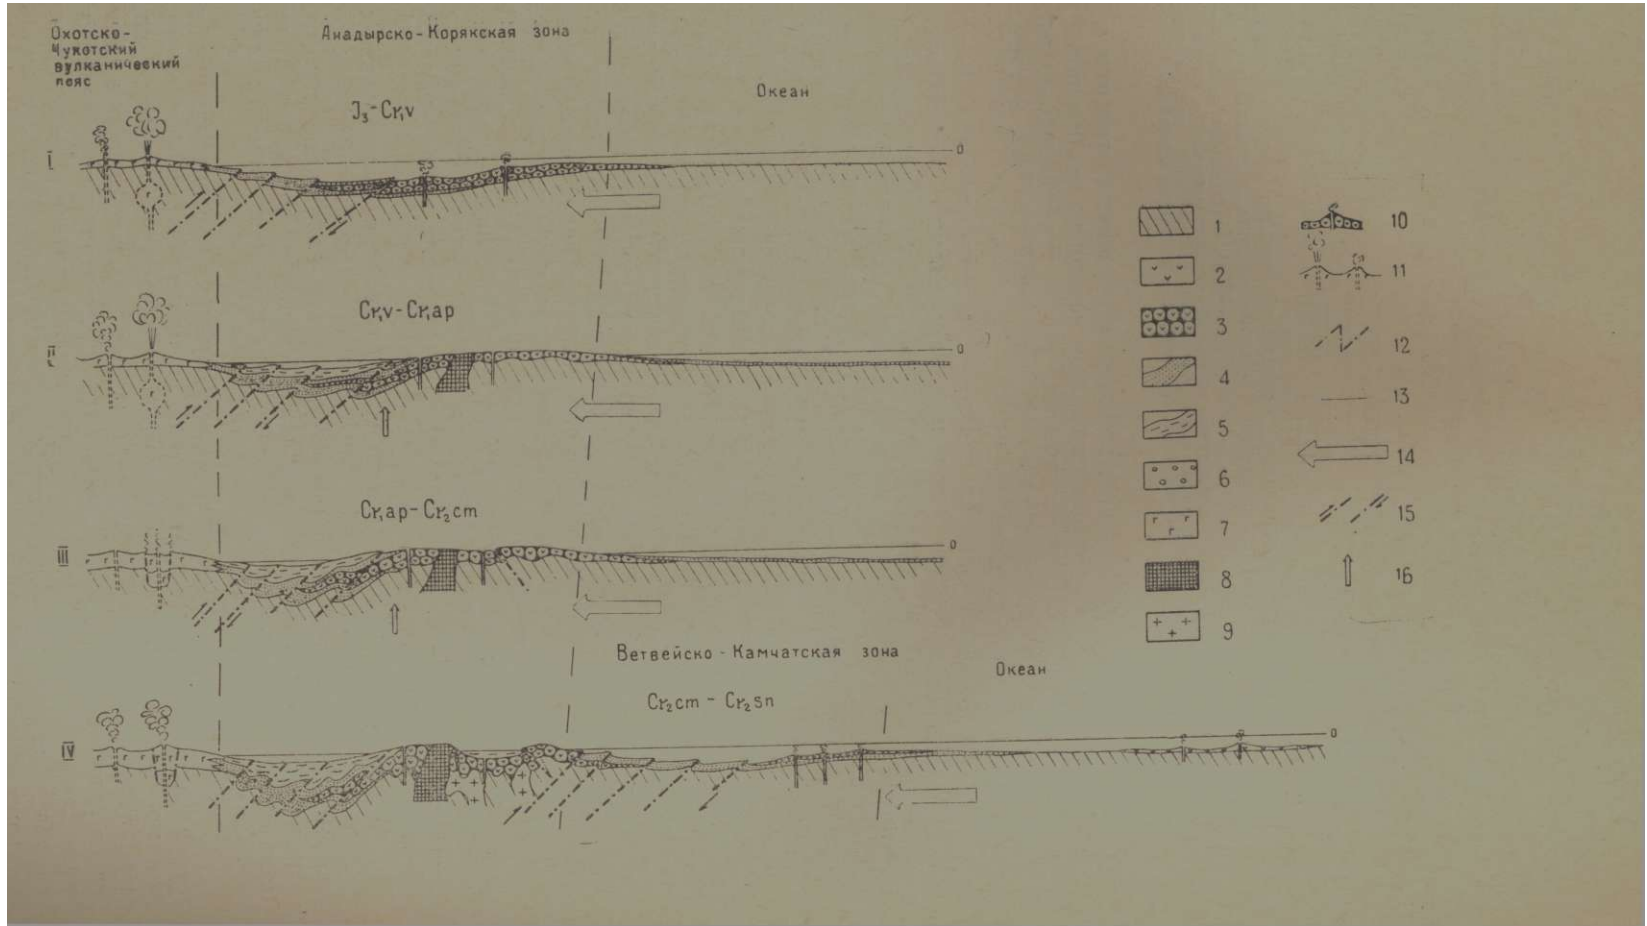 Охотско-
Чукотский
вулканический
пояс
Анадырско-Корякская зона
Океан
J₃-Cr₁v
I
0
Cr₁v-Cr₁ap
II
0
Cr₁ap-Cr₂cm
III
0
Ветвейско-Камчатская зона
Океан
Cr₂cm-Cr₂sn
IV
0
1
2
3
4
5
6
7
8
9
10
11
12
13
14
15
16